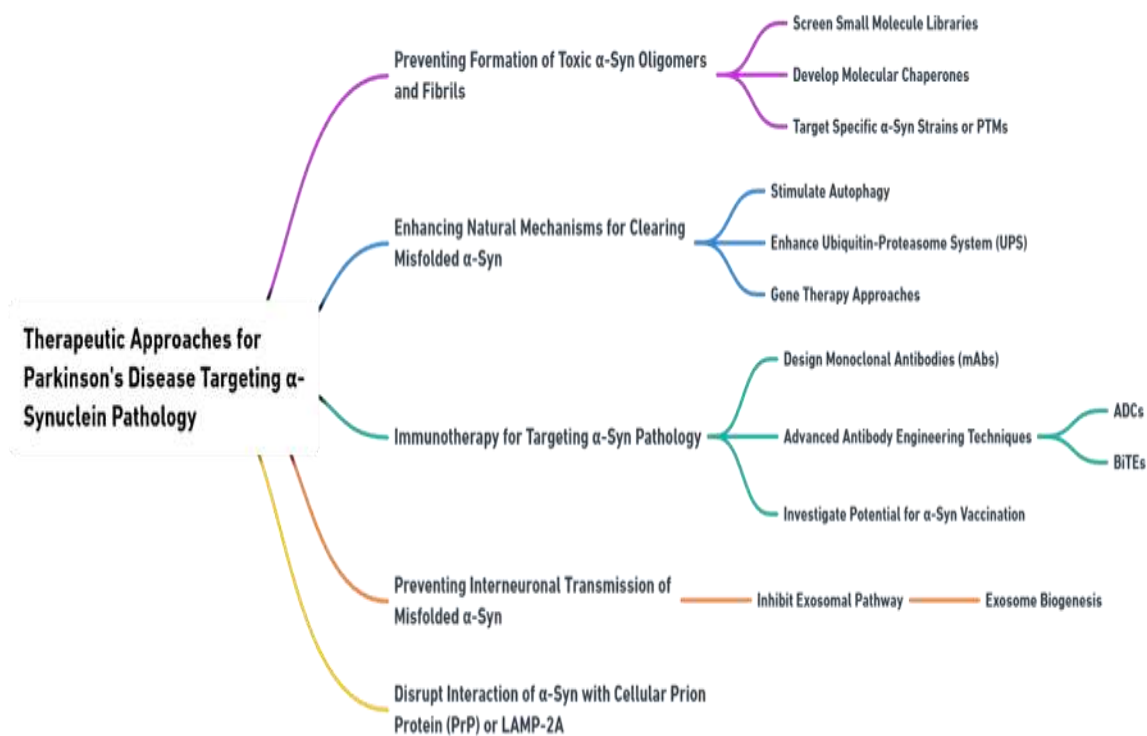 Therapeutic Approaches for
Parkinson's Disease Targeting α-
Synuclein Pathology
Preventing Formation of Toxic α-Syn Oligomers
and Fibrils
Screen Small Molecule Libraries
Develop Molecular Chaperones
Target Specific α-Syn Strains or PTMs
Enhancing Natural Mechanisms for Clearing
Misfolded α-Syn
Stimulate Autophagy
Enhance Ubiquitin-Proteasome System (UPS)
Gene Therapy Approaches
Immunotherapy for Targeting α-Syn Pathology
Design Monoclonal Antibodies (mAbs)
Advanced Antibody Engineering Techniques
ADCs
BiTEs
Investigate Potential for α-Syn Vaccination
Preventing Interneuronal Transmission of
Misfolded α-Syn
Inhibit Exosomal Pathway
Exosome Biogenesis
Disrupt Interaction of α-Syn with Cellular Prion
Protein (PrP) or LAMP-2A